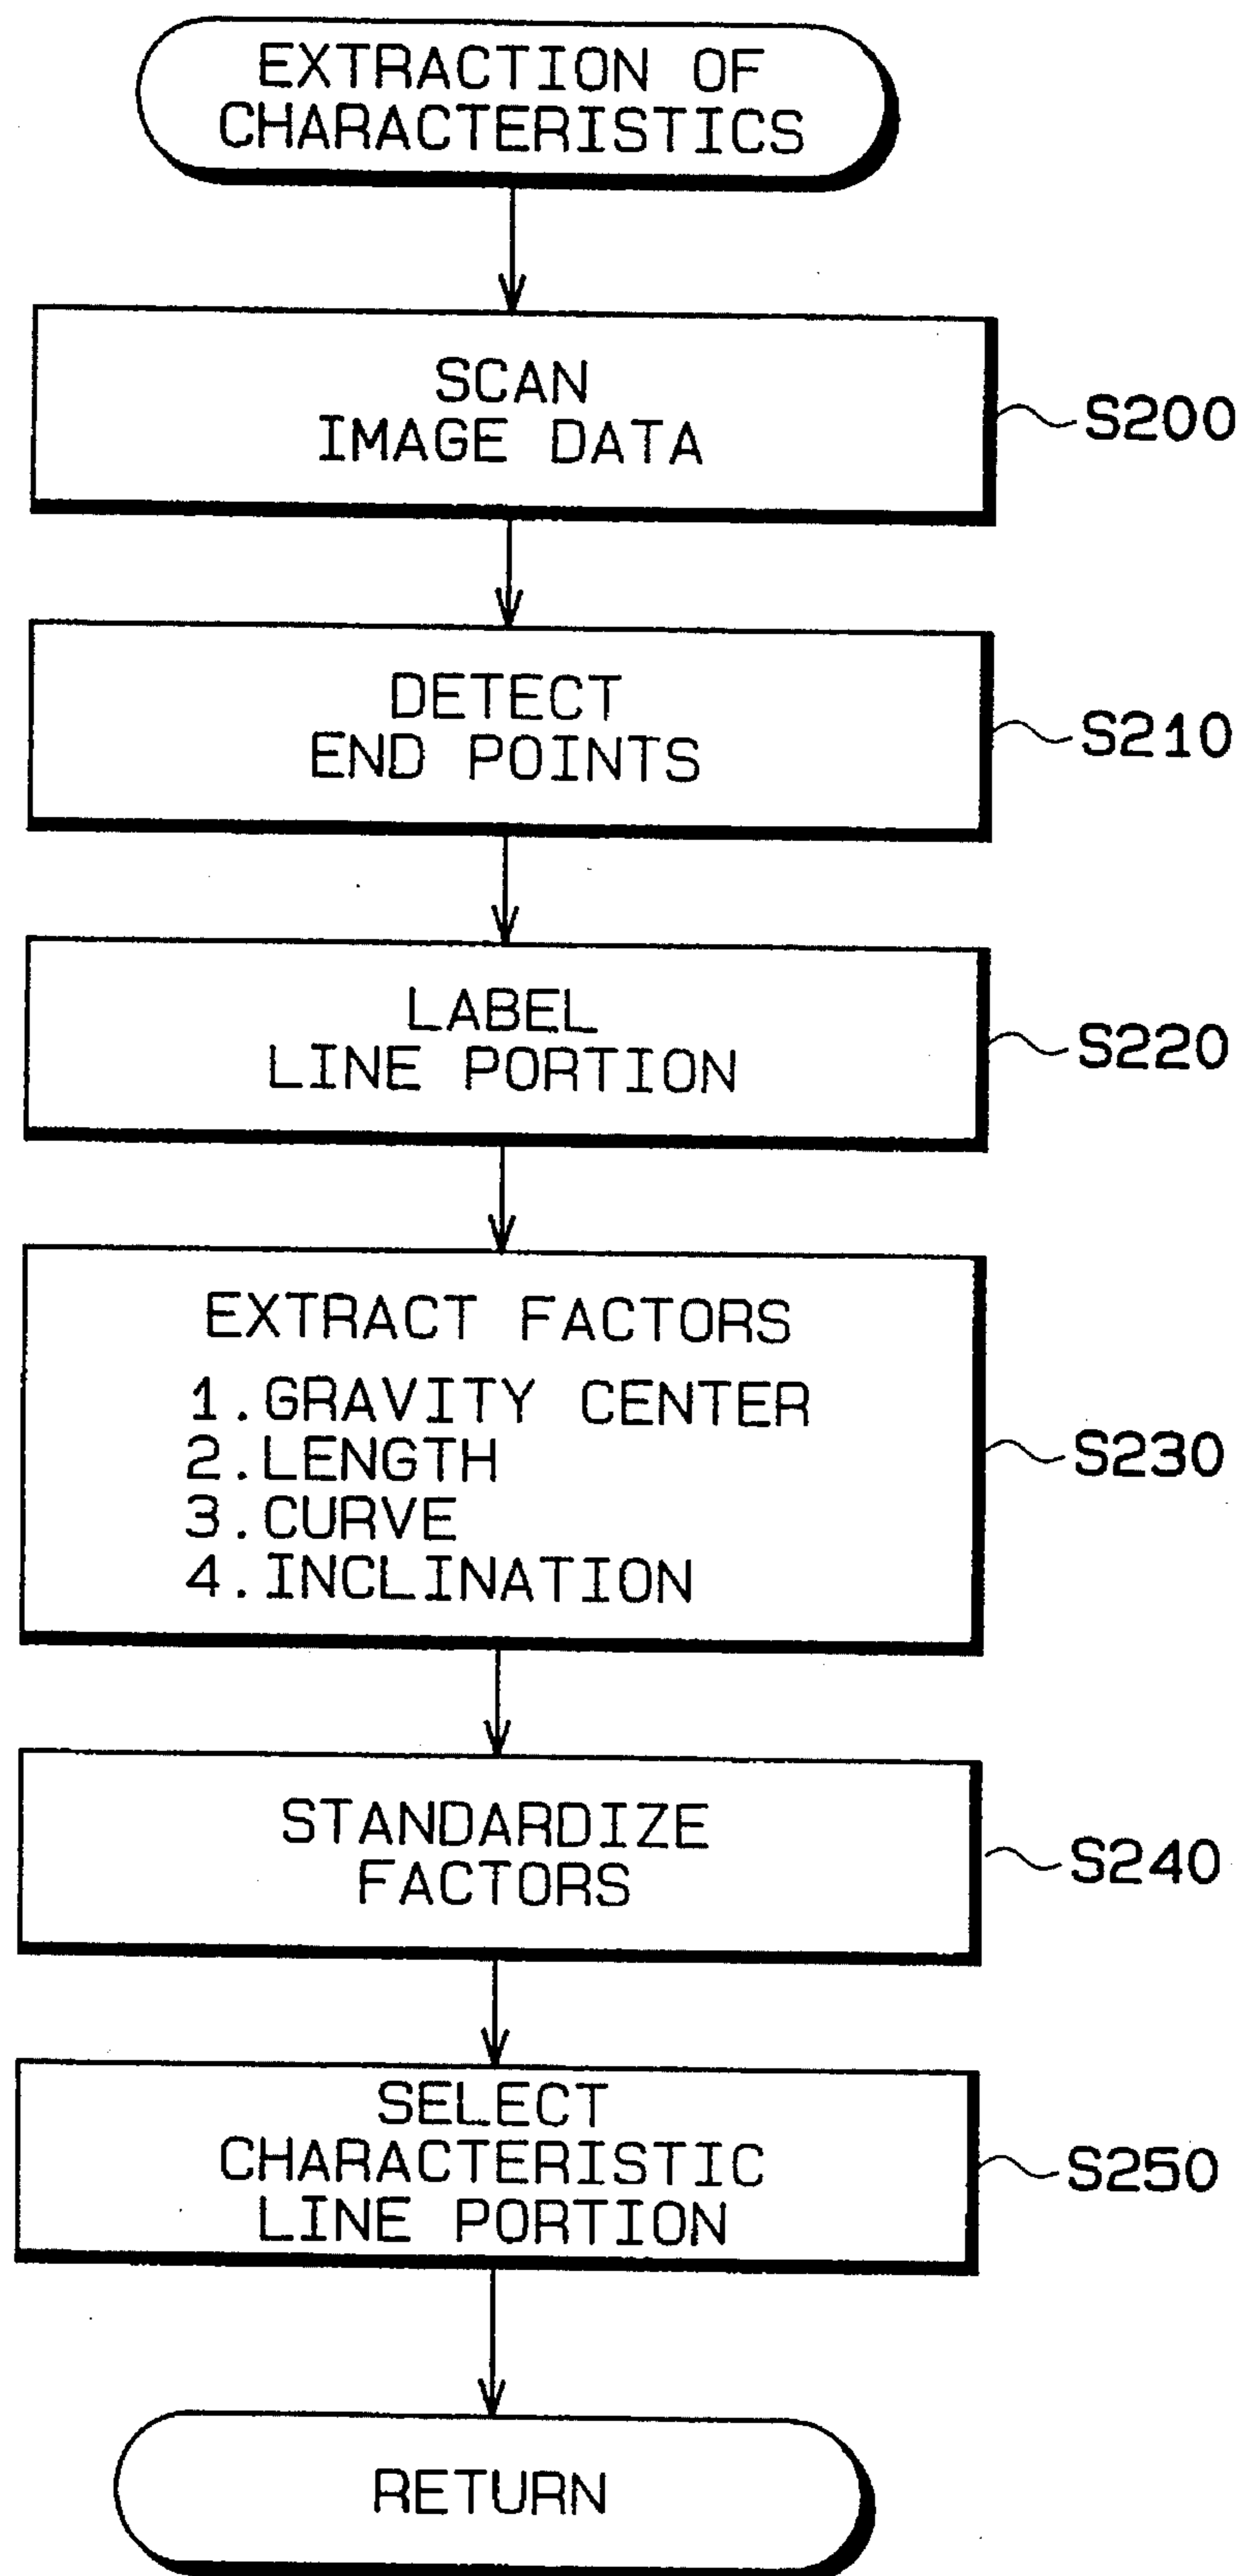 EXTRACTION OF
CHARACTERISTICS
SCAN
IMAGE DATA
S200
DETECT
END POINTS
S210
LABEL
LINE PORTION
S220
EXTRACT FACTORS
1.GRAVITY CENTER
2.LENGTH
3.CURVE
4.INCLINATION
S230
STANDARDIZE
FACTORS
S240
SELECT
CHARACTERISTIC
LINE PORTION
S250
RETURN